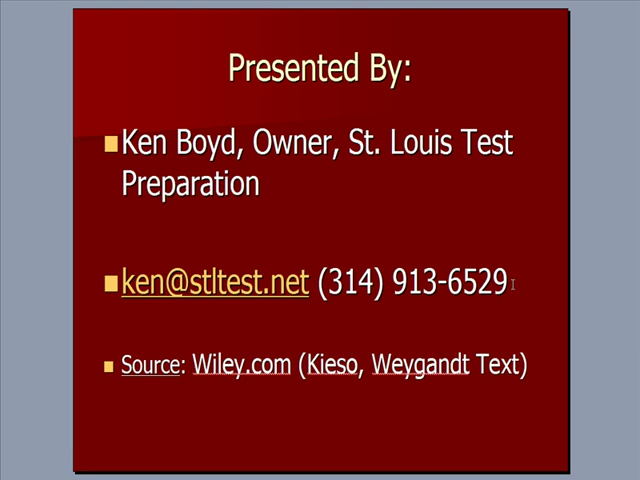 Presented By:
Ken Boyd, Owner, St. Louis Test
Preparation
ken@stltest.net (314) 913-6529
Source: Wiley.com (Kieso, Weygandt Text)